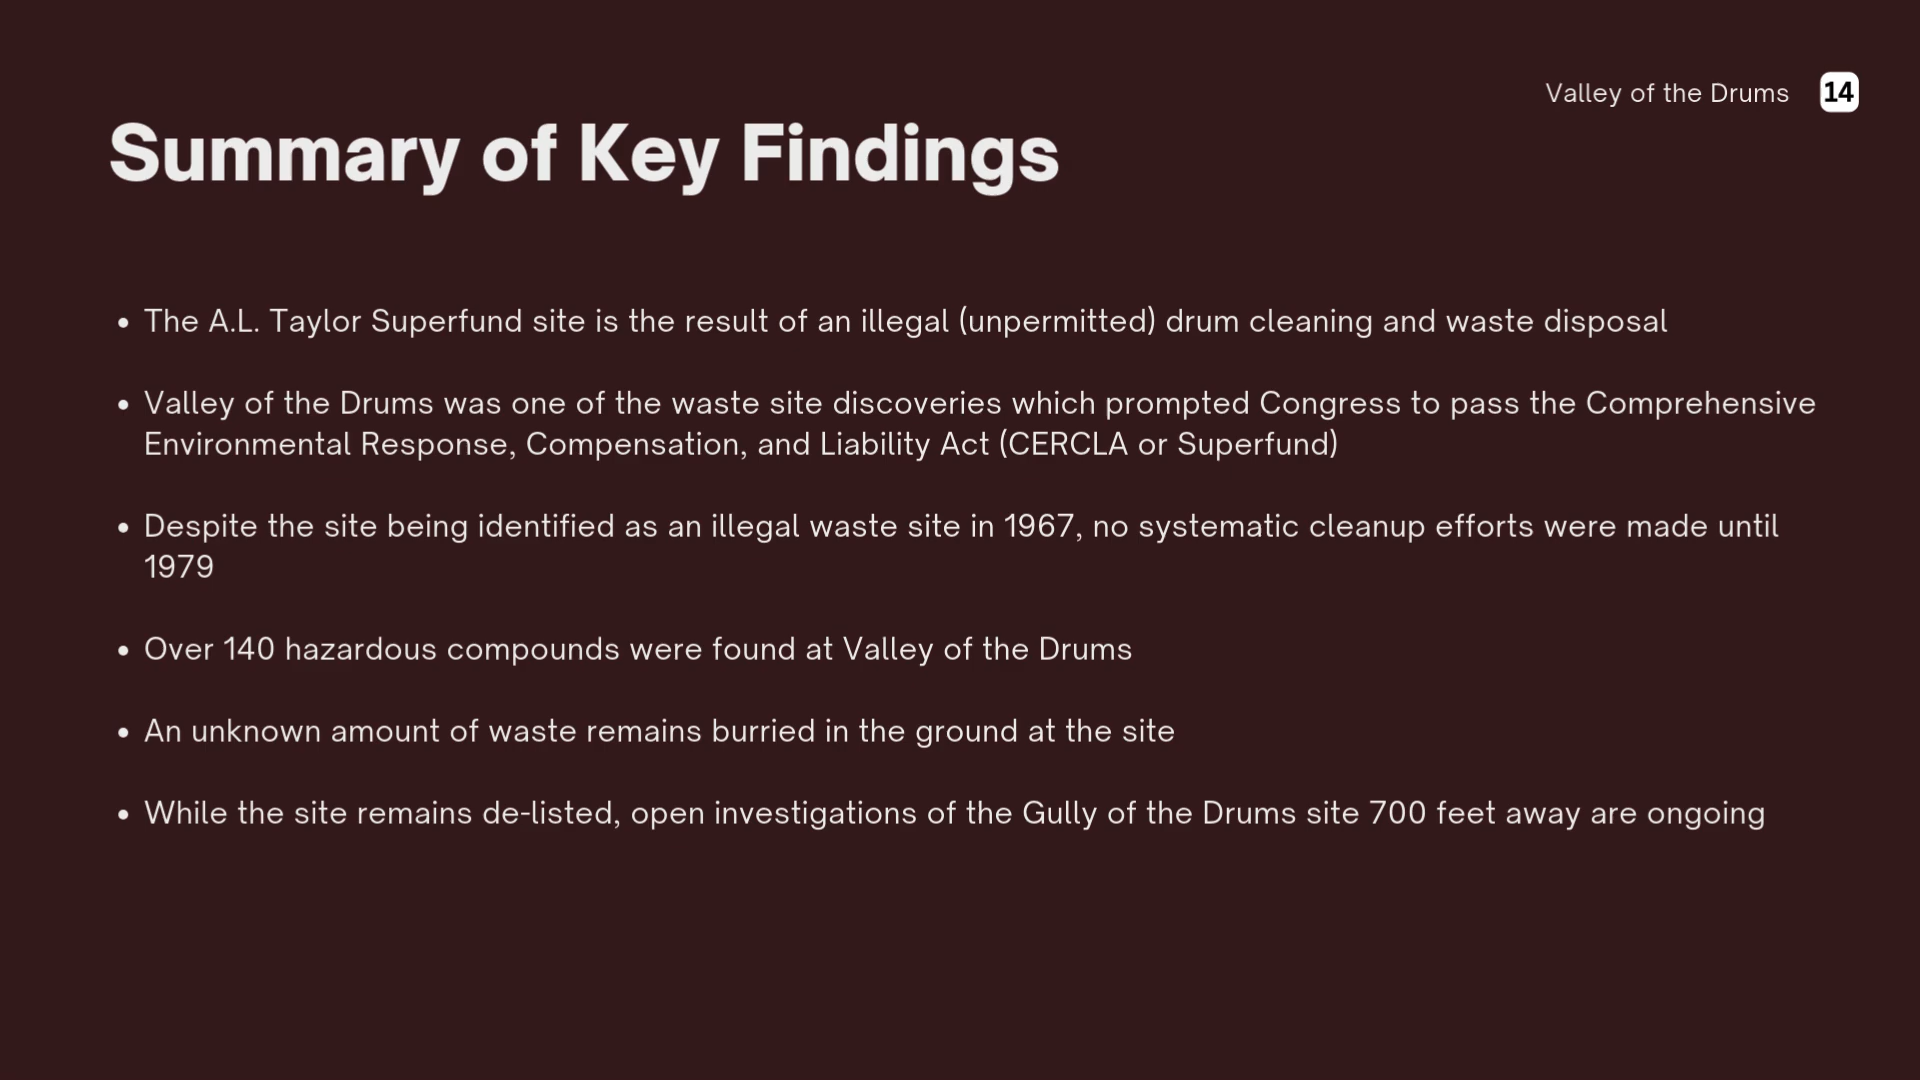 Valley of the Drums 14
Summary of Key Findings
• The A.L. Taylor Superfund site is the result of an illegal (unpermitted) drum cleaning and waste disposal
• Valley of the Drums was one of the waste site discoveries which prompted Congress to pass the Comprehensive
Environmental Response, Compensation, and Liability Act (CERCLA or Superfund)
• Despite the site being identified as an illegal waste site in 1967, no systematic cleanup efforts were made until
1979
• Over 140 hazardous compounds were found at Valley of the Drums
• An unknown amount of waste remains burried in the ground at the site
• While the site remains de-listed, open investigations of the Gully of the Drums site 700 feet away are ongoing